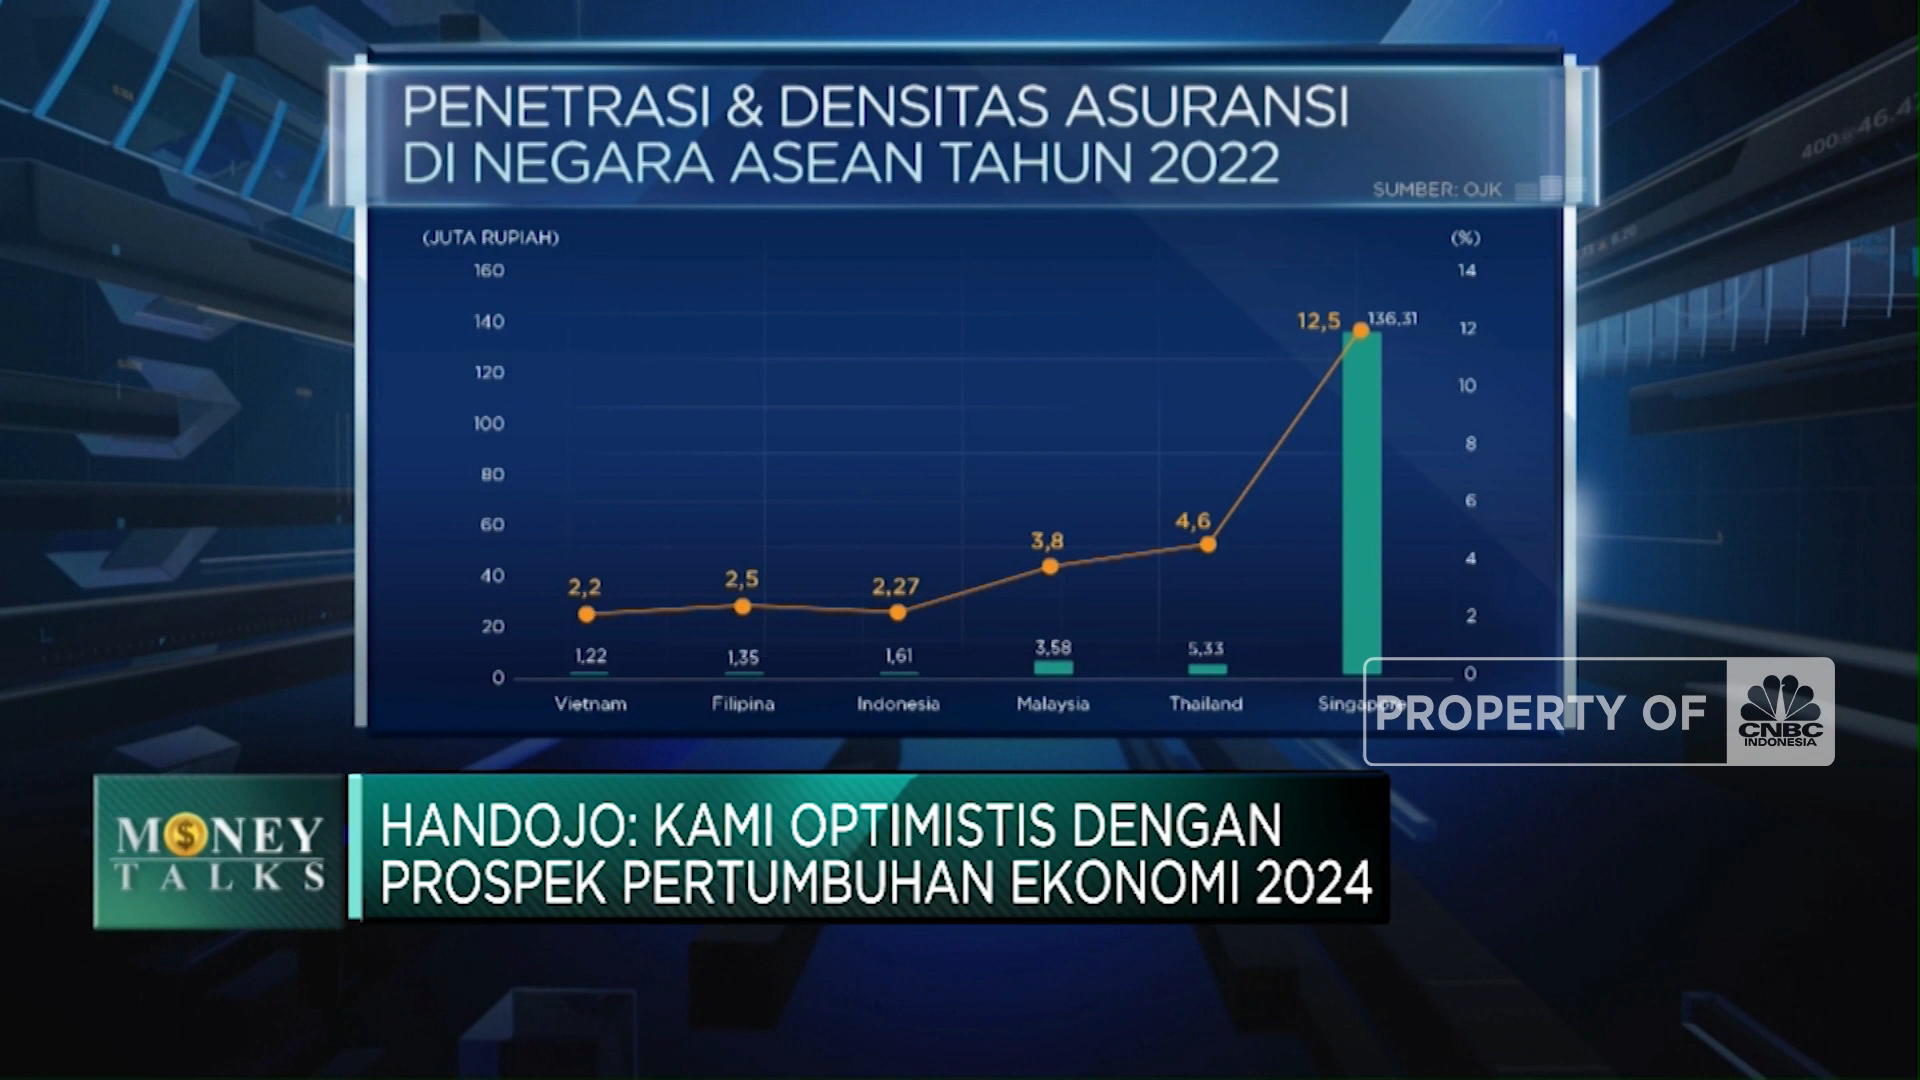 PENETRASI & DENSITAS ASURANSI
DI NEGARA ASEAN TAHUN 2022
SUMBER: OJK
(JUTA RUPIAH)
(%)
160
140
120
100
80
60
40
20
0
14
12
10
8
6
4
2
0
2,2
2,5
2,27
3,8
4,6
12,5
1,22
1,35
1,61
3,58
5,33
136,31
Vietnam
Filipina
Indonesia
Malaysia
Thailand
Singapore
PROPERTY OF
CNBC
INDONESIA
MONEY
TALKS
HANDOJO: KAMI OPTIMISTIS DENGAN
PROSPEK PERTUMBUHAN EKONOMI 2024